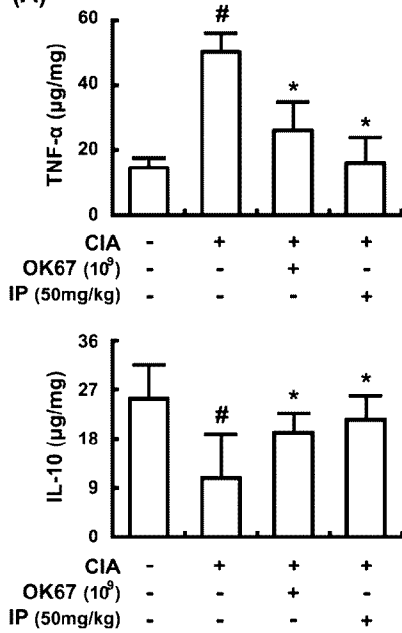 (A)
TNF-α (μg/mg)
60
40
20
0
#
*
*
CIA - + + +
OK67 (10⁹) - - + -
IP (50mg/kg) - - - +
IL-10 (μg/mg)
36
27
18
9
0
#
*
*
CIA - + + +
OK67 (10⁹) - - + -
IP (50mg/kg) - - - +